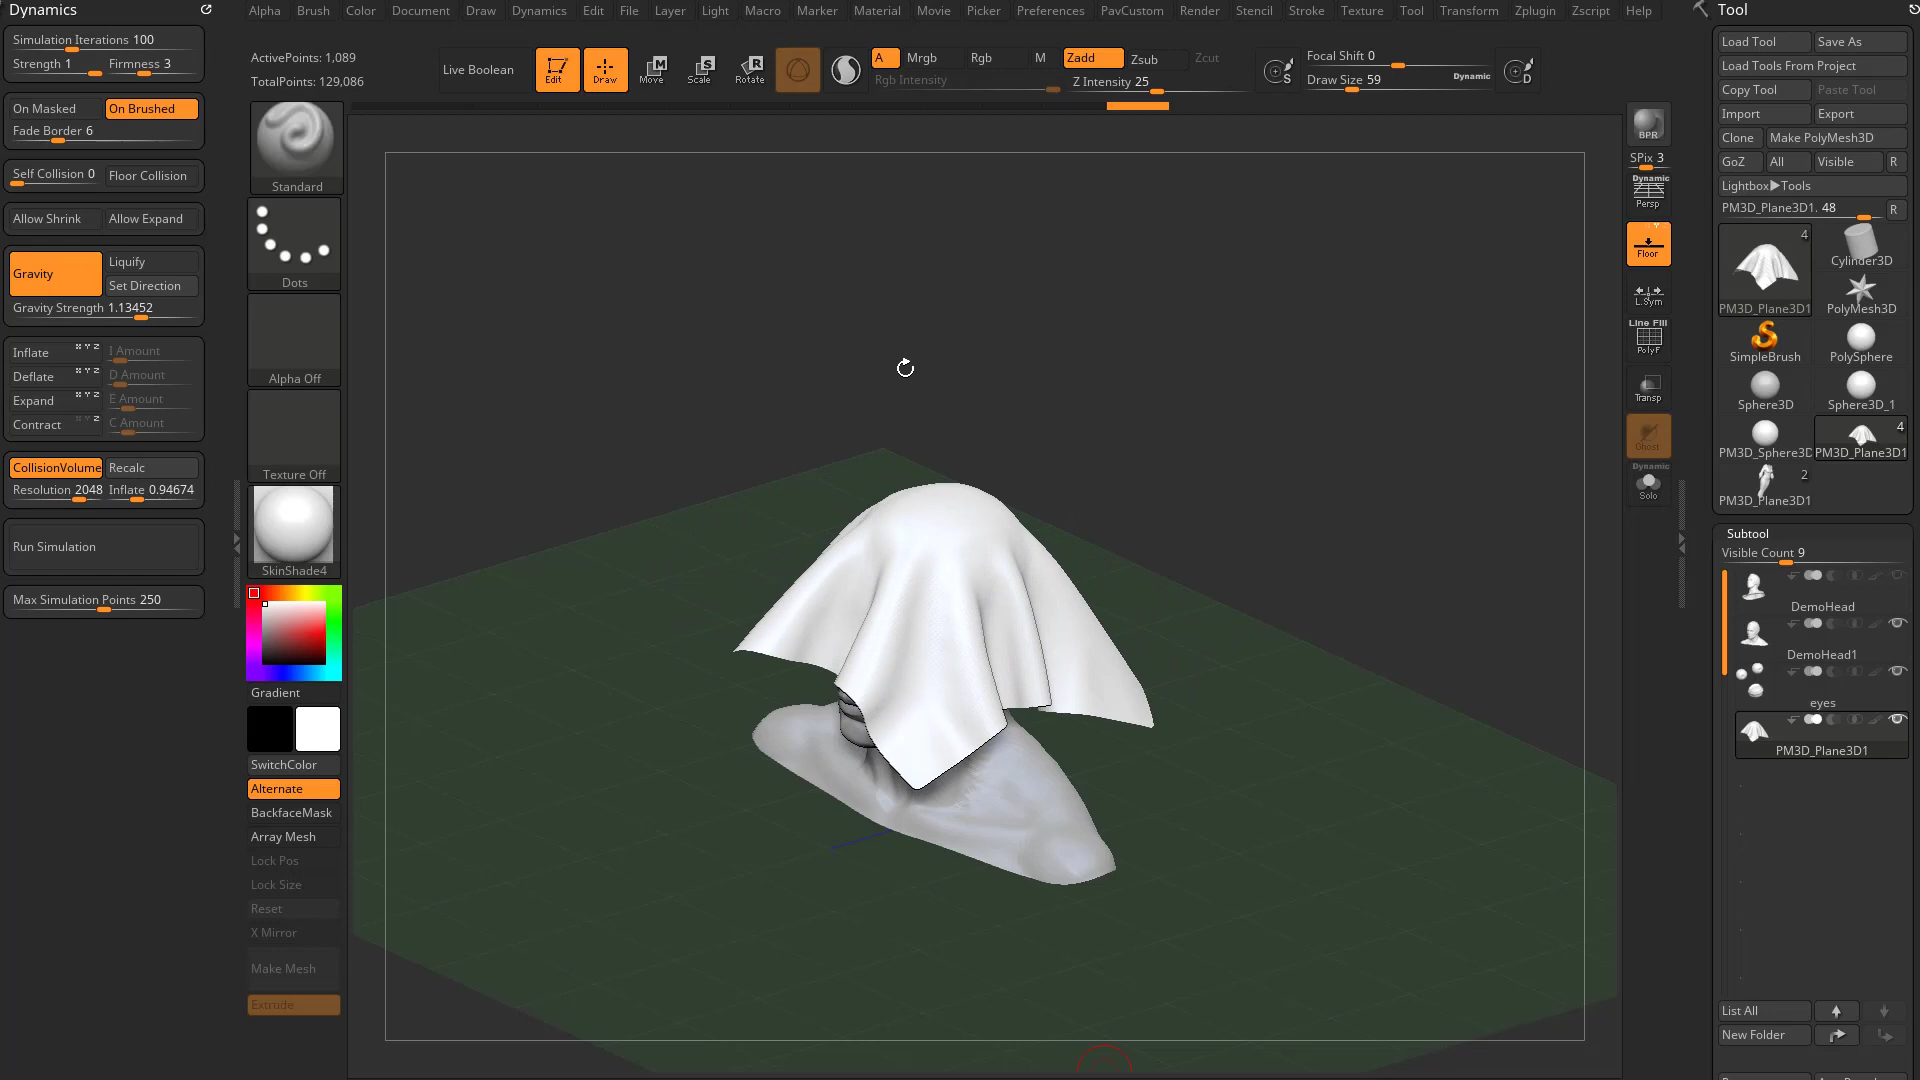 Dynamics
Simulation Iterations 100
Strength 1 Firmness 3
On Masked On Brushed
Fade Border 6
Self Collision 0 Floor Collision
Allow Shrink Allow Expand
Gravity
Liquify
Set Direction
Gravity Strength 1.13452
Inflate x Y z I Amount
Deflate x Y z D Amount
Expand x Y z E Amount
Contract x Y z C Amount
CollisionVolume Recalc
Resolution 2048 Inflate 0.94674
Run Simulation
Max Simulation Points 250
Alpha Brush Color Document Draw Dynamics Edit File Layer Light Macro Marker Material Movie Picker Preferences PavCustom Render Stencil Stroke Texture Tool Transform Zplugin Zscript Help
ActivePoints: 1,089
TotalPoints: 129,086
Live Boolean
Edit
Draw
M
Move
S
Scale
R
Rotate
A Mrgb Rgb M
Rgb Intensity
Zadd Zsub Zcut
Z Intensity 25
S
Focal Shift 0
Draw Size 59 Dynamic
D
Standard
Dots
Alpha Off
Texture Off
SkinShade4
Gradient
SwitchColor
Alternate
BackfaceMask
Array Mesh
Lock Pos
Lock Size
Reset
X Mirror
Make Mesh
Extrude
BPR
SPix 3
Dynamic
Persp
Floor
L.Sym
Line Fill
PolyF
Transp
Ghost
Dynamic
Solo
Tool
Load Tool Save As
Load Tools From Project
Copy Tool Paste Tool
Import Export
Clone Make PolyMesh3D
GoZ All Visible R
Lightbox▶Tools
PM3D_Plane3D1. 48 R
4
PM3D_Plane3D1
Cylinder3D
PolyMesh3D
SimpleBrush PolySphere
Sphere3D Sphere3D_1
4
PM3D_Sphere3D PM3D_Plane3D1
2
PM3D_Plane3D1
Subtool
Visible Count 9
DemoHead
DemoHead1
eyes
PM3D_Plane3D1
List All
New Folder